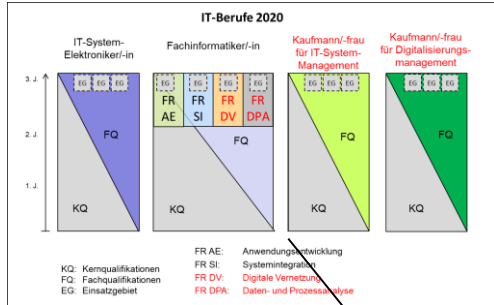 IT-Berufe 2020
IT-System-
Elektroniker/-in
Fachinformatiker/-in
Kaufmann/-frau
für IT-System-
Management
Kaufmann/-frau
für Digitalisierungs-
management
3. J.
2. J.
1. J.
EG EG EG
FQ
KQ
EG EG EG EG
FR FR FR FR
AE SI DV DPA
FQ
KQ
EG EG EG
FQ
KQ
EG EG EG
FQ
KQ
KQ: Kernqualifikationen
FQ: Fachqualifikationen
EG: Einsatzgebiet
FR AE: Anwendungsentwicklung
FR SI: Systemintegration
FR DV: Digitale Vernetzung
FR DPA: Daten- und Prozessanalyse